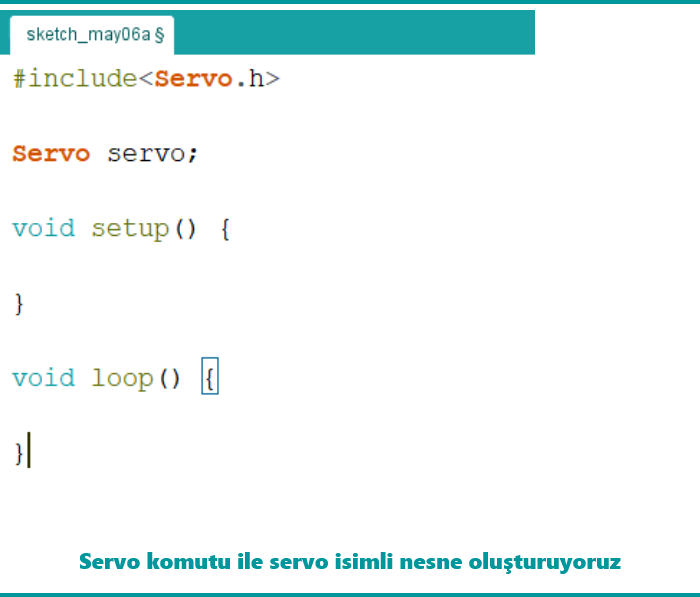 sketch_may06a §
#include<Servo.h>
Servo servo;
void setup() {
}
void loop() {
}
Servo komutu ile servo isimli nesne oluşturuyoruz